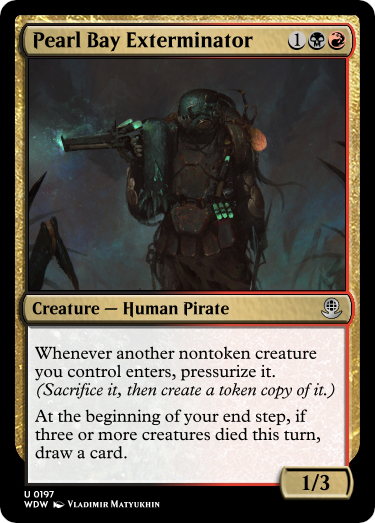 Pearl Bay Exterminator 1
Creature — Human Pirate
Whenever another nontoken creature
you control enters, pressurize it.
(Sacrifice it, then create a token copy of it.)
At the beginning of your end step, if
three or more creatures died this turn,
draw a card.
1/3
U 0197
WDW Vladimir Matyukhin